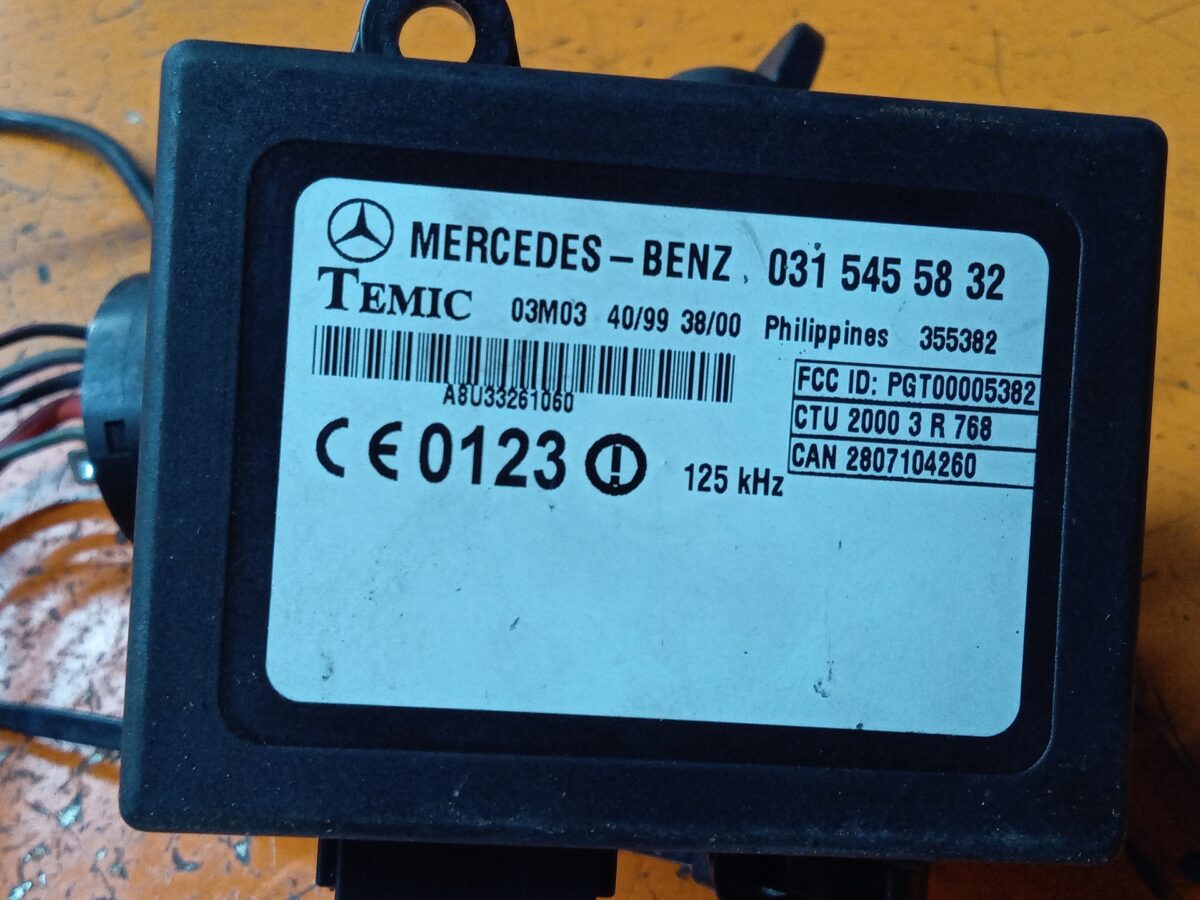 MERCEDES-BENZ 031 545 58 32
TEMIC 03M03 40/99 38/00 Philippines 355382
A8U33261060
FCC ID: PGT00005382
CTU 2000 3 R 768
CAN 2807104260
CE 0123 ! 125 kHz